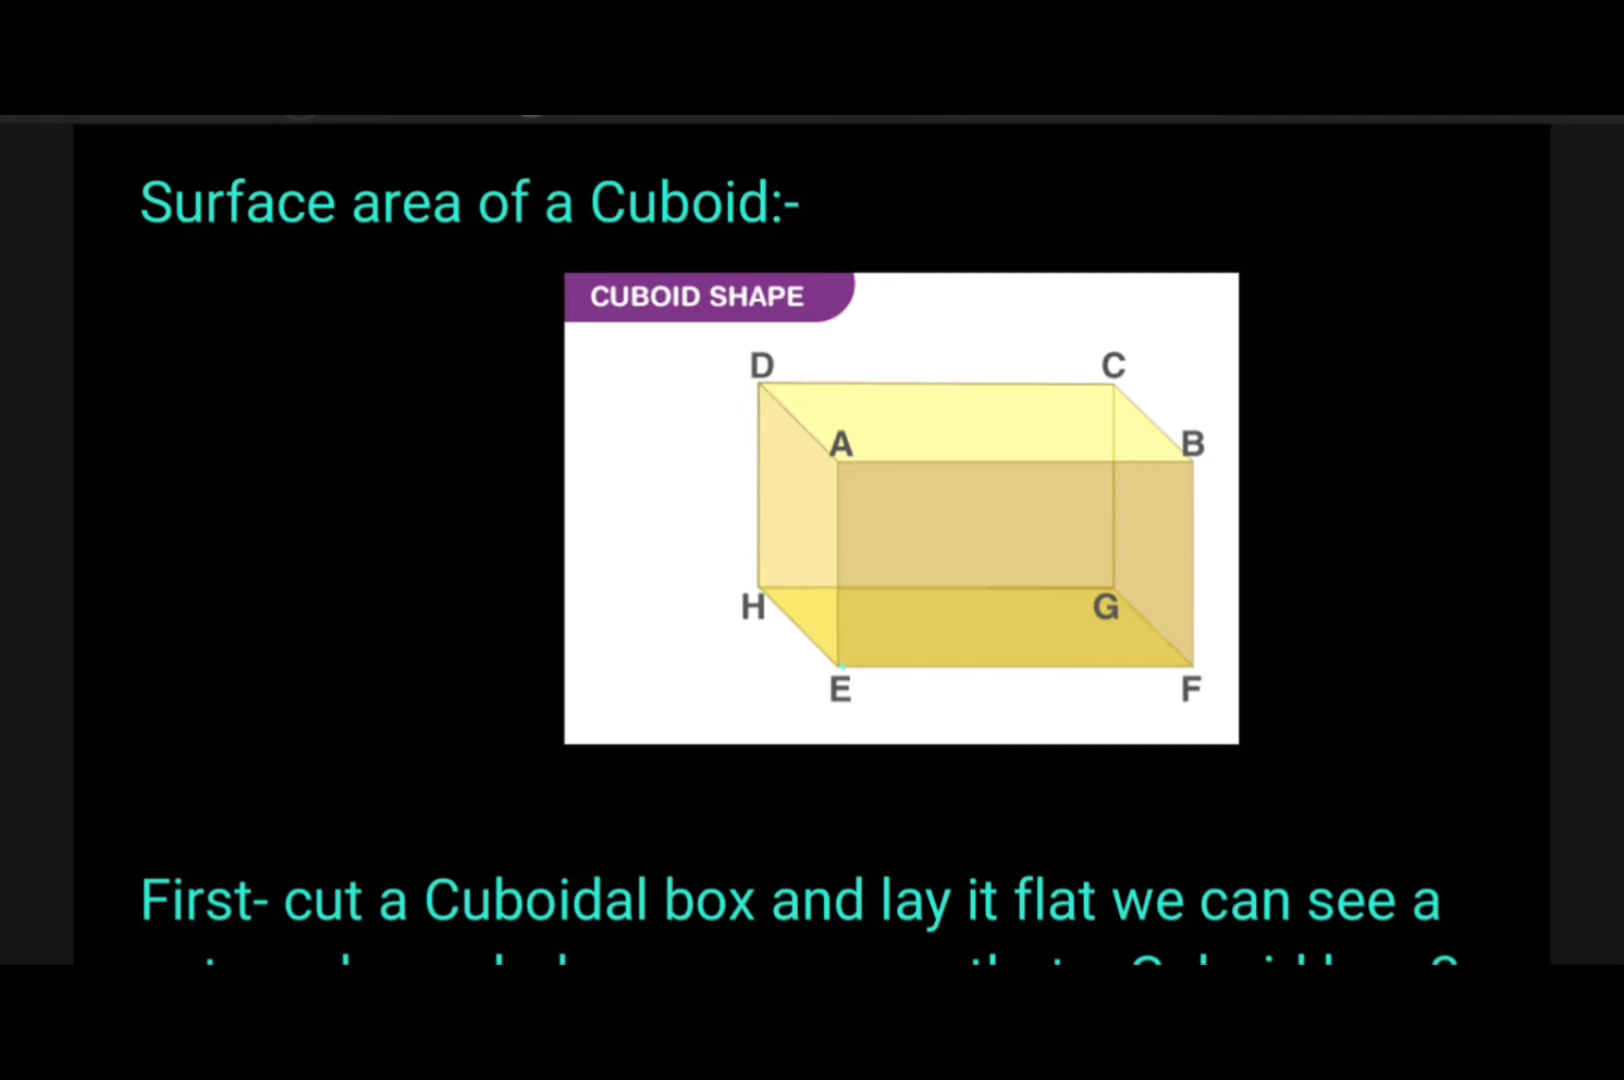 Surface area of a Cuboid:-
CUBOID SHAPE
D C
A B
H G
E F
First- cut a Cuboidal box and lay it flat we can see a